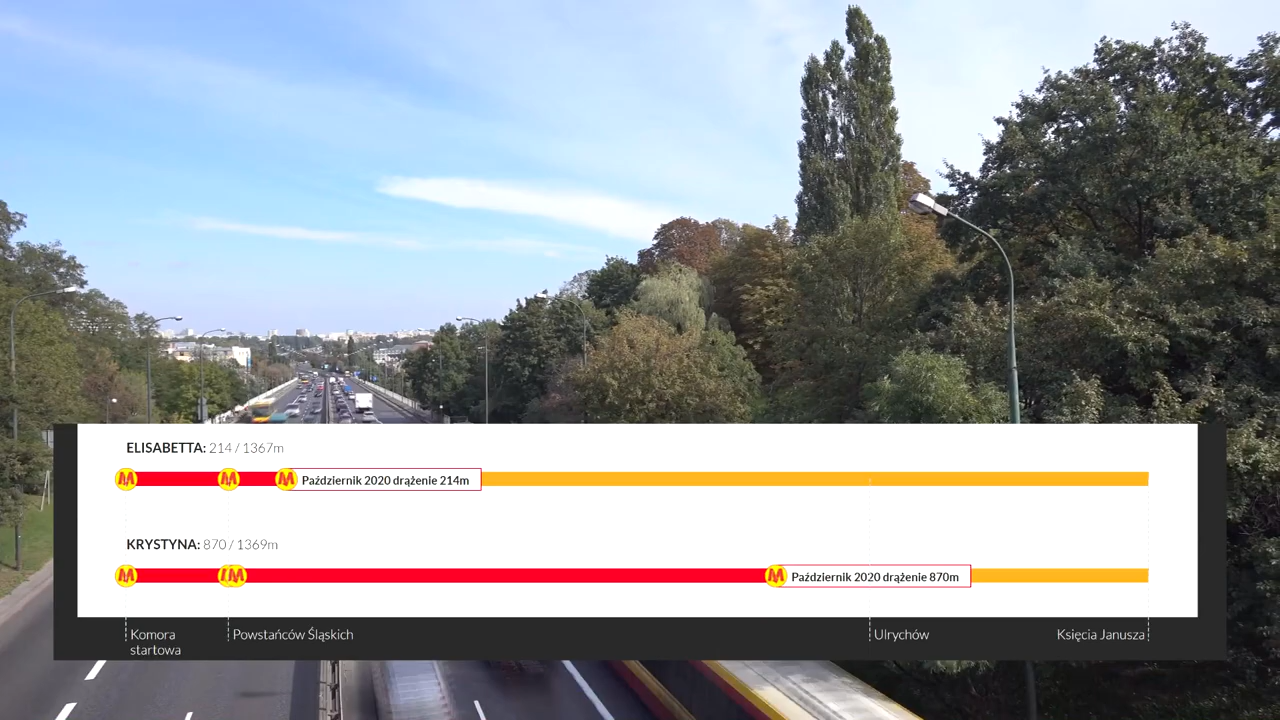 ELISABETTA: 214 / 1367m
Październik 2020 drążenie 214m
KRYSTYNA: 870 / 1369m
Październik 2020 drążenie 870m
Komora
startowa
Powstańców Śląskich
Ulrychów
Księcia Janusza